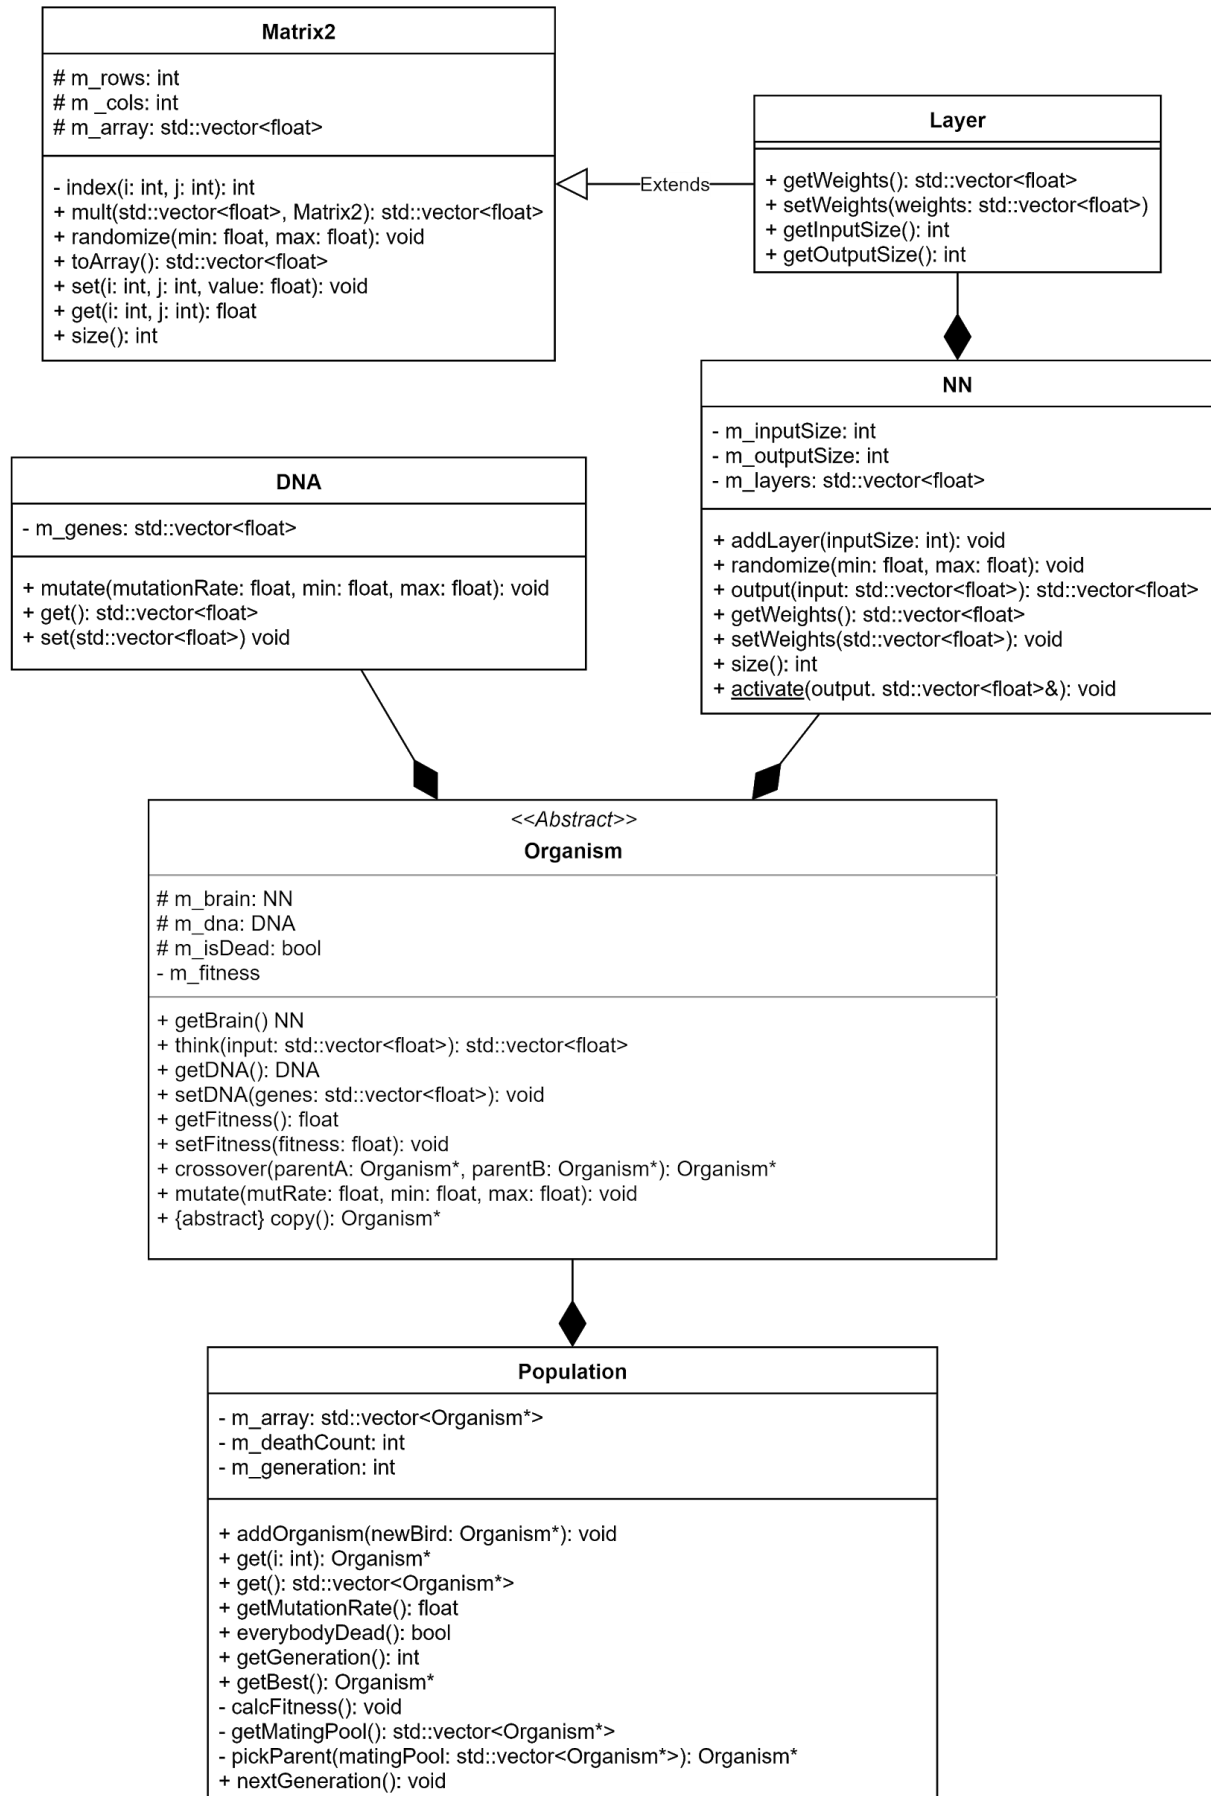 Matrix2
# m_rows: int
# m _cols: int
# m_array: std::vector<float>
- index(i: int, j: int): int
+ mult(std::vector<float>, Matrix2): std::vector<float>
+ randomize(min: float, max: float): void
+ toArray(): std::vector<float>
+ set(i: int, j: int, value: float): void
+ get(i: int, j: int): float
+ size(): int
Extends
Layer
+ getWeights(): std::vector<float>
+ setWeights(weights: std::vector<float>)
+ getInputSize(): int
+ getOutputSize(): int
NN
- m_inputSize: int
- m_outputSize: int
- m_layers: std::vector<float>
+ addLayer(inputSize: int): void
+ randomize(min: float, max: float): void
+ output(input: std::vector<float>): std::vector<float>
+ getWeights(): std::vector<float>
+ setWeights(std::vector<float>): void
+ size(): int
+ activate(output. std::vector<float>&): void
DNA
- m_genes: std::vector<float>
+ mutate(mutationRate: float, min: float, max: float): void
+ get(): std::vector<float>
+ set(std::vector<float>) void
<<Abstract>>
Organism
# m_brain: NN
# m_dna: DNA
# m_isDead: bool
- m_fitness
+ getBrain() NN
+ think(input: std::vector<float>): std::vector<float>
+ getDNA(): DNA
+ setDNA(genes: std::vector<float>): void
+ getFitness(): float
+ setFitness(fitness: float): void
+ crossover(parentA: Organism*, parentB: Organism*): Organism*
+ mutate(mutRate: float, min: float, max: float): void
+ {abstract} copy(): Organism*
Population
- m_array: std::vector<Organism*>
- m_deathCount: int
- m_generation: int
+ addOrganism(newBird: Organism*): void
+ get(i: int): Organism*
+ get(): std::vector<Organism*>
+ getMutationRate(): float
+ everybodyDead(): bool
+ getGeneration(): int
+ getBest(): Organism*
- calcFitness(): void
- getMatingPool(): std::vector<Organism*>
- pickParent(matingPool: std::vector<Organism*>): Organism*
+ nextGeneration(): void